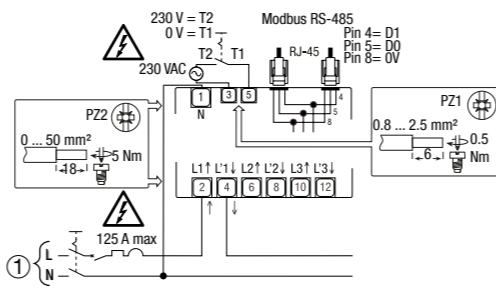 230 V = T2
0 V = T1
Modbus RS-485
Pin 4= D1
Pin 5= D0
Pin 8= 0V
T2 T1
RJ-45
230 VAC
1 3 5
N
4
5
8
PZ2
0 ... 50 mm²
5 Nm
18
PZ1
0.8 ... 2.5 mm²
0.5 Nm
6
L1↑ L'1↓ L2↑ L'2↓ L3↑ L'3↓
2 4 6 8 10 12
125 A max
1
L
N